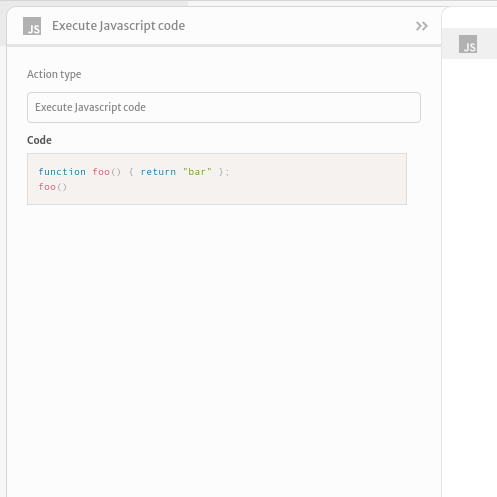 JS Execute Javascript code
JS
Action type
Execute Javascript code
Code
function foo() { return "bar" };
foo()